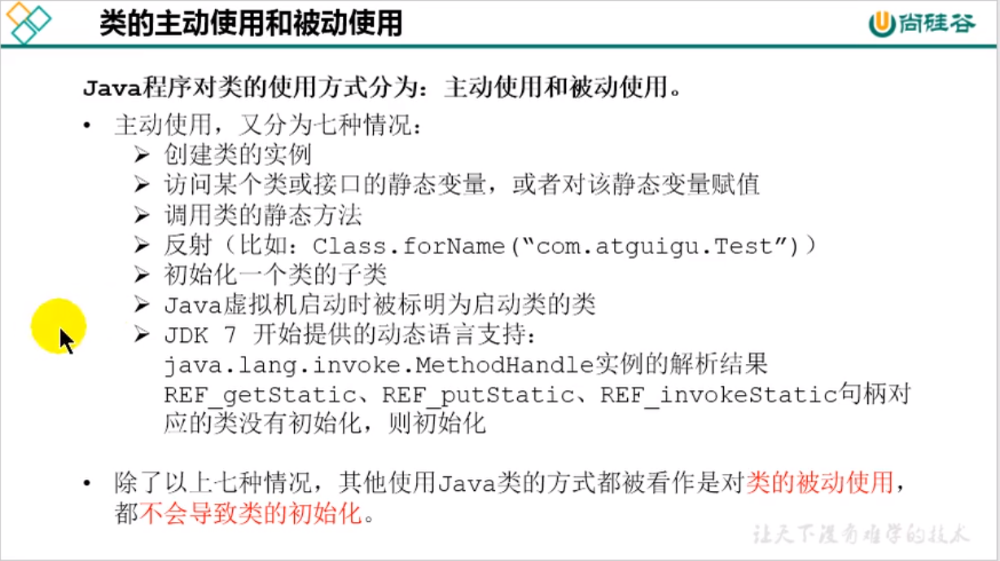 类的主动使用和被动使用
尚硅谷
Java程序对类的使用方式分为：主动使用和被动使用。
• 主动使用，又分为七种情况：
➢ 创建类的实例
➢ 访问某个类或接口的静态变量，或者对该静态变量赋值
➢ 调用类的静态方法
➢ 反射（比如：Class.forName(“com.atguigu.Test”)）
➢ 初始化一个类的子类
➢ Java虚拟机启动时被标明为启动类的类
➢ JDK 7 开始提供的动态语言支持：
java.lang.invoke.MethodHandle实例的解析结果
REF_getStatic、REF_putStatic、REF_invokeStatic句柄对
应的类没有初始化，则初始化
• 除了以上七种情况，其他使用Java类的方式都被看作是对类的被动使用，
都不会导致类的初始化。
让天下没有难学的技术